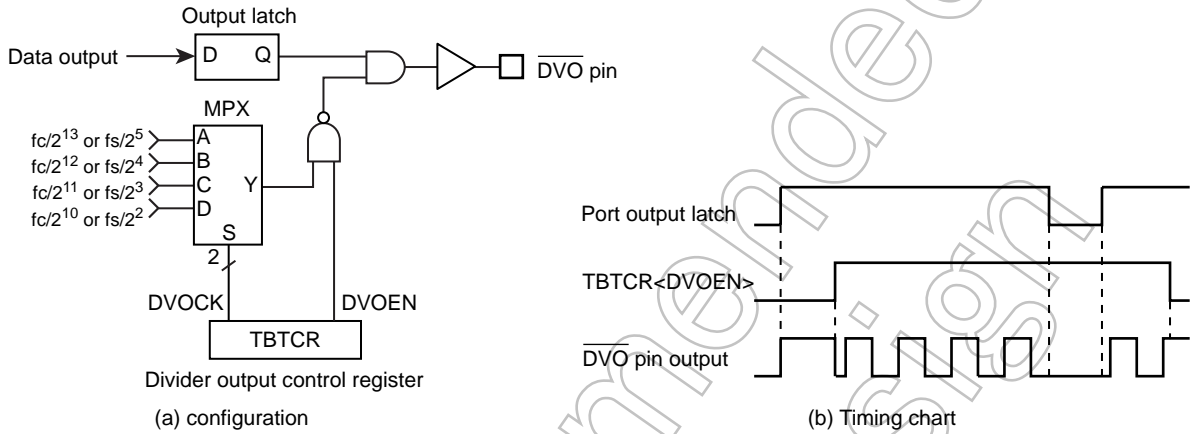 Output latch
Data output
D Q
DVO pin
MPX
fc/2^13 or fs/2^5
A
fc/2^12 or fs/2^4
B
fc/2^11 or fs/2^3
C
Y
fc/2^10 or fs/2^2
D
S
2
DVOCK
DVOEN
TBTCR
Divider output control register
(a) configuration
Port output latch
TBTCR<DVOEN>
DVO pin output
(b) Timing chart